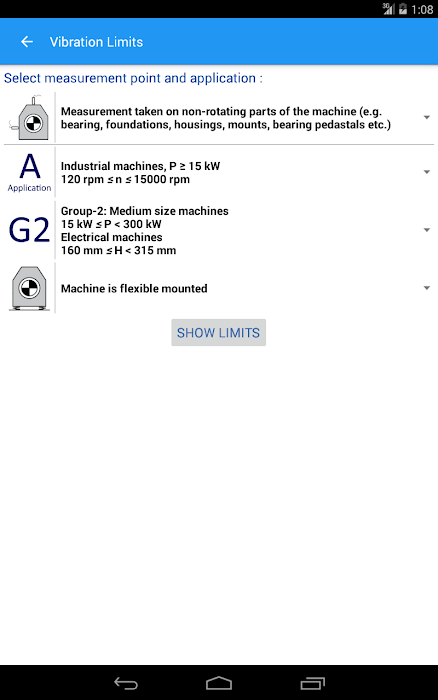 3G 1:08
Vibration Limits
Select measurement point and application :
Measurement taken on non-rotating parts of the machine (e.g.
bearing, foundations, housings, mounts, bearing pedastals etc.)
A
Application
Industrial machines, P ≥ 15 kW
120 rpm ≤ n ≤ 15000 rpm
G2
Group-2: Medium size machines
15 kW ≤ P < 300 kW
Electrical machines
160 mm ≤ H < 315 mm
Machine is flexible mounted
SHOW LIMITS